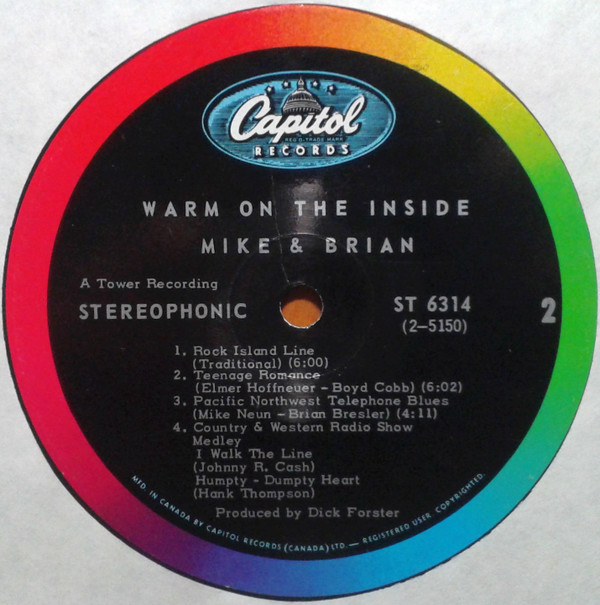 Capitol
REG'D. TRADE MARK
RECORDS
WARM ON THE INSIDE
MIKE & BRIAN
A Tower Recording
STEREOPHONIC
ST 6314
(2-5150)
2
1. Rock Island Line
(Traditional) (6:00)
2. Teenage Romance
(Elmer Hoffneuer - Boyd Cobb) (6:02)
3. Pacific Northwest Telephone Blues
(Mike Neun - Brian Bresler) (4:11)
4. Country & Western Radio Show
Medley
I Walk The Line
(Johnny R. Cash)
Humpty - Dumpty Heart
(Hank Thompson)
Produced by Dick Forster
MFD. IN CANADA BY CAPITOL RECORDS (CANADA) LTD. — REGISTERED USER. COPYRIGHTED.